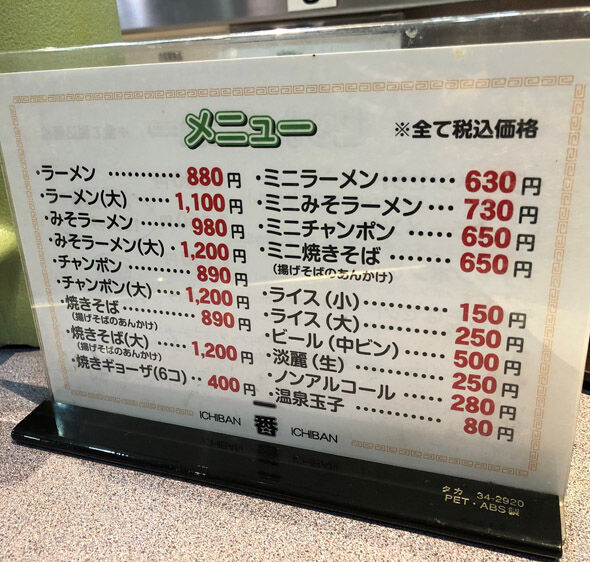 メニュー
※全て税込価格
・ラーメン ………… 880円
・ラーメン(大) …… 1,100円
・みそラーメン …… 980円
・みそラーメン(大)・1,200円
・チャンポン ……… 890円
・チャンポン(大) … 1,200円
・焼きそば ………… 890円
(揚げそばのあんかけ)
・焼きそば(大) …… 1,200円
(揚げそばのあんかけ)
・焼きギョーザ(6コ) ‥ 400円
・ミニラーメン ……… 630円
・ミニみそラーメン … 730円
・ミニチャンポン …… 650円
・ミニ焼きそば ……… 650円
(揚げそばのあんかけ)
・ライス (小) ………… 150円
・ライス (大) ………… 250円
・ビール (中ビン) …… 500円
・淡麗 (生) …………… 250円
・ノンアルコール …… 280円
・温泉玉子 …………… 80円
ICHIBAN 一番 ICHIBAN
タカ 34-2920
PET・ABS製